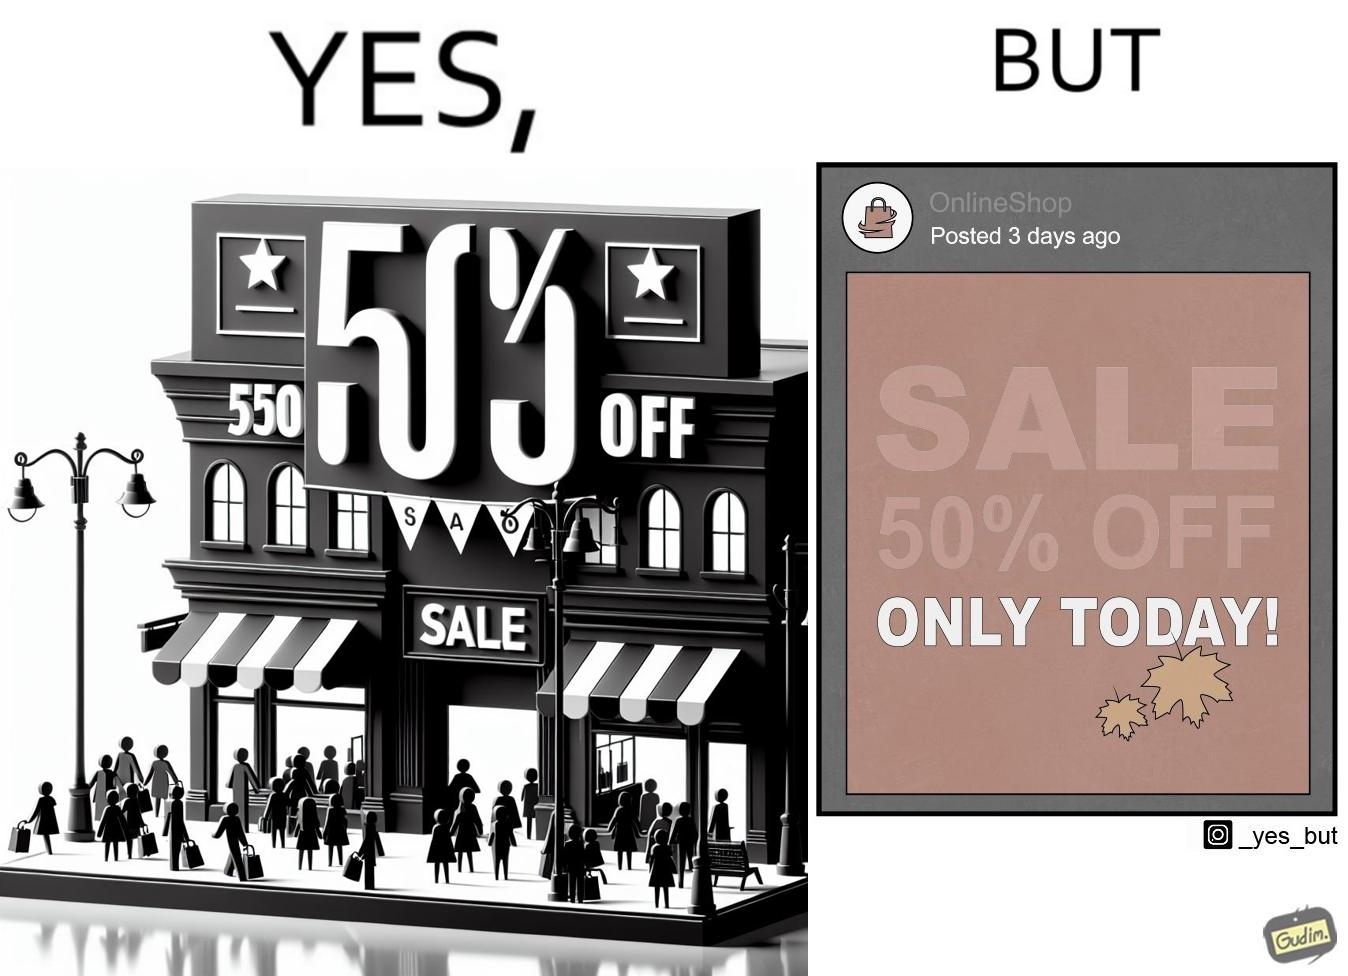 YES,
BUT
50%
550
OFF
S A
SALE
OnlineShop
Posted 3 days ago
SALE
50% OFF
ONLY TODAY!
_yes_but
Gudim.